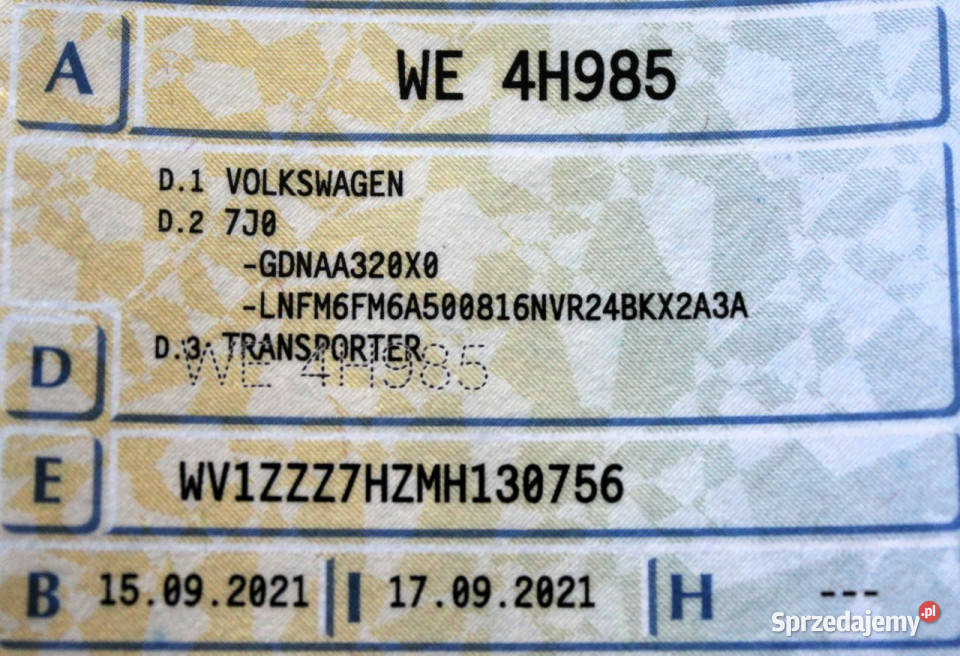 A WE 4H985
D.1 VOLKSWAGEN
D.2 7J0
-GDNAA320X0
-LNFM6FM6A500816NVR24BKX2A3A
D D.3 TRANSPORTER
WE 4H985
E WV1ZZZ7HZMH130756
B 15.09.2021 I 17.09.2021 H ---
Sprzedajemy.pl